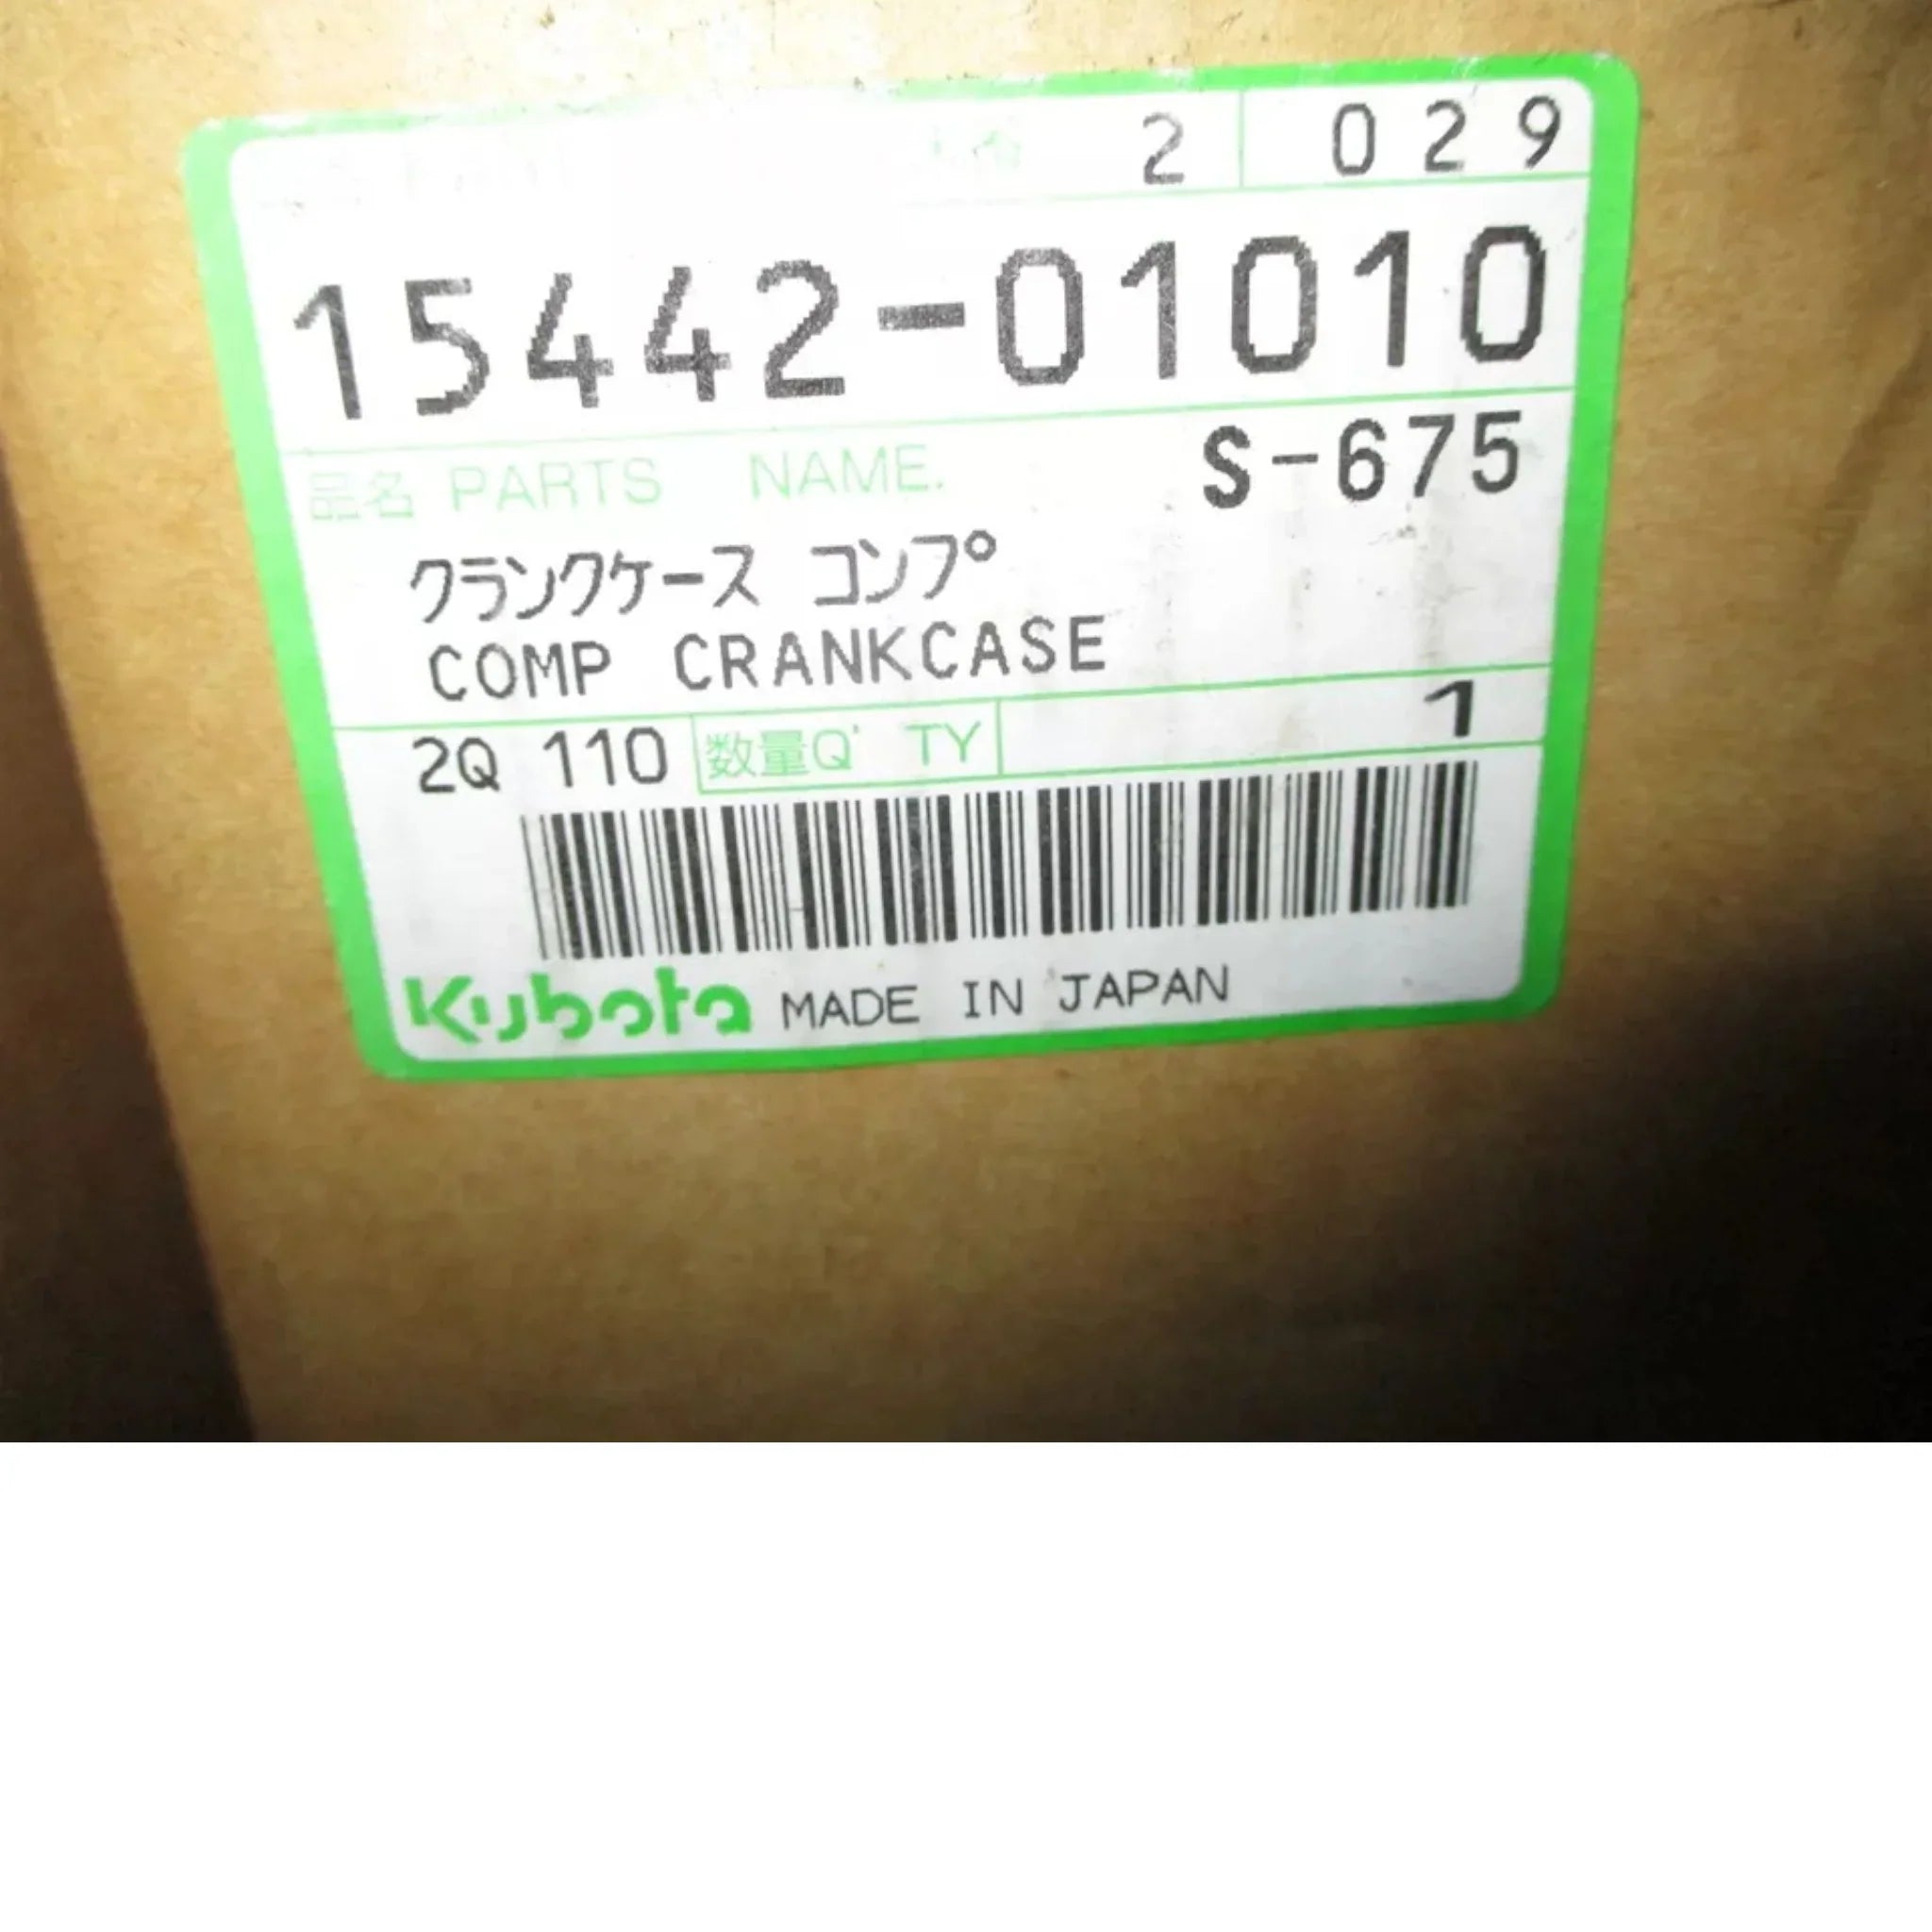 2 029
15442-01010
品名 PARTS NAME. S-675
クランクケース コンプ
COMP CRANKCASE
2Q 110 数量Q'TY 1
Kubota MADE IN JAPAN